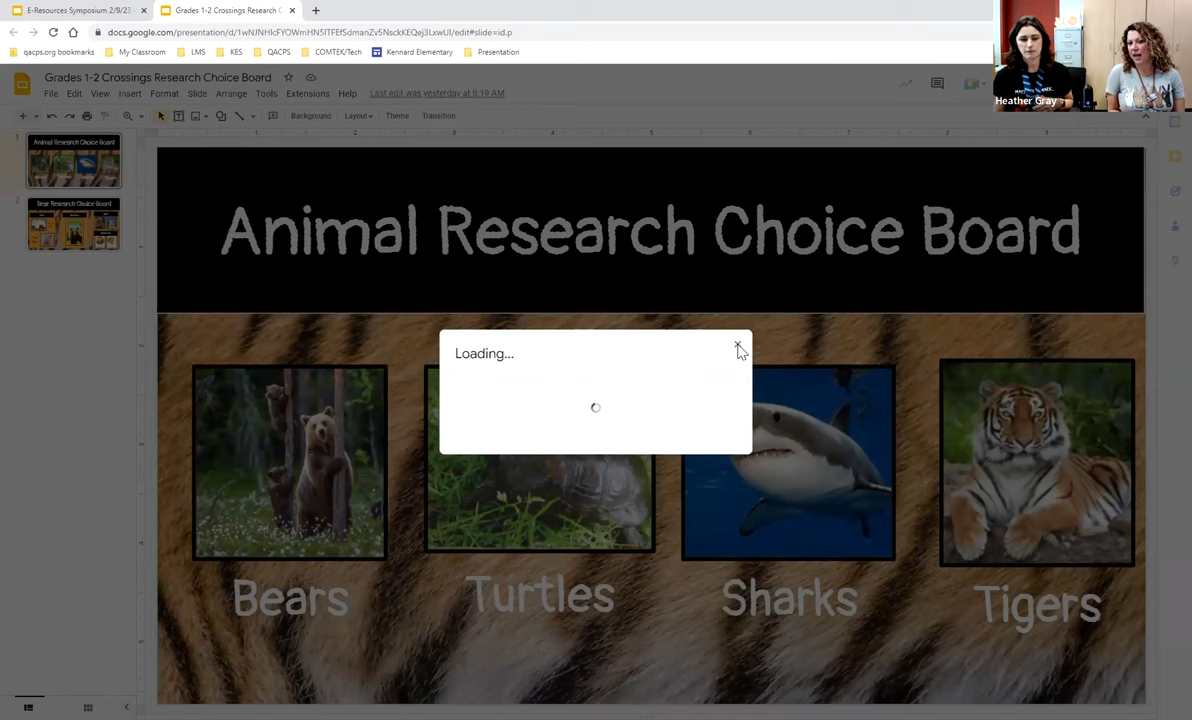 E-Resources Symposium 2/9/23 -
Grades 1-2 Crossings Research C
docs.google.com/presentation/d/1wNJNHIcFYOWmHN5ITFEfSdmanZv5NsckKEQej3LxwUI/edit#slide=id.p
qacps.org bookmarks My Classroom LMS KES QACPS COMTEK/Tech Kennard Elementary Presentation
Grades 1-2 Crossings Research Choice Board
File Edit View Insert Format Slide Arrange Tools Extensions Help Last edit was yesterday at 8:19 AM
Background Layout Theme Transition
Heather Gray
1
Animal Research Choice Board
2
Bear Research Choice Board
Animal Research Choice Board
Loading...
Bears
Turtles
Sharks
Tigers